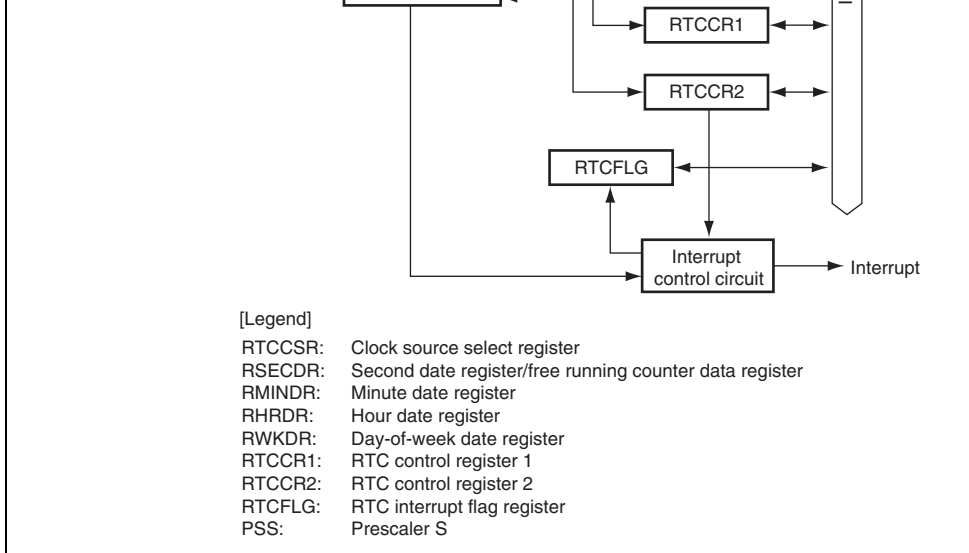 RTCCR1
RTCCR2
RTCFLG
Interrupt
control circuit
Interrupt
[Legend]
RTCCSR: Clock source select register
RSECDR: Second date register/free running counter data register
RMINDR: Minute date register
RHRDR: Hour date register
RWKDR: Day-of-week date register
RTCCR1: RTC control register 1
RTCCR2: RTC control register 2
RTCFLG: RTC interrupt flag register
PSS: Prescaler S